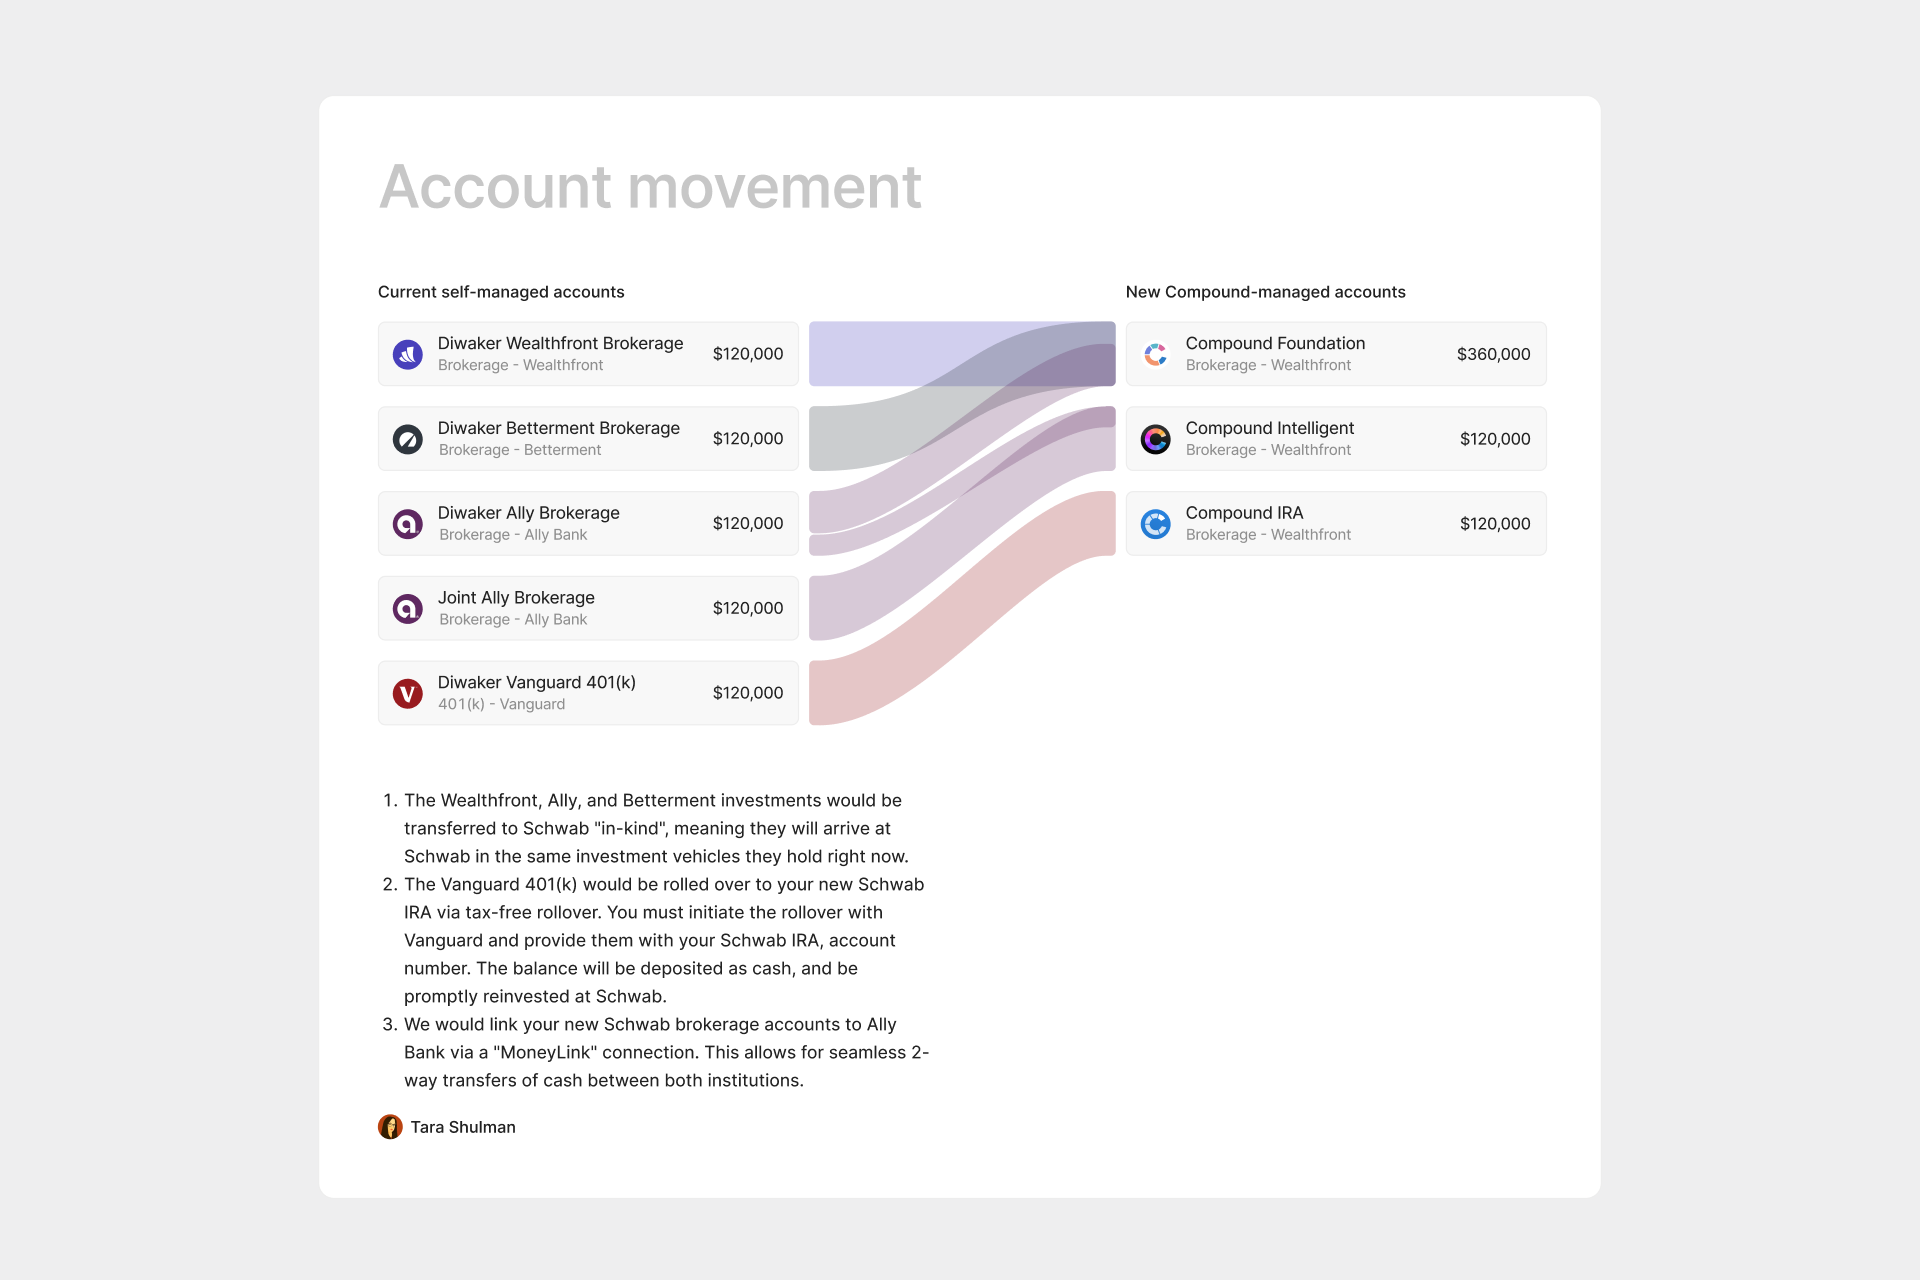 Account movement
Current self-managed accounts
Diwaker Wealthfront Brokerage
Brokerage - Wealthfront
$120,000
Diwaker Betterment Brokerage
Brokerage - Betterment
$120,000
Diwaker Ally Brokerage
Brokerage - Ally Bank
$120,000
Joint Ally Brokerage
Brokerage - Ally Bank
$120,000
Diwaker Vanguard 401(k)
401(k) - Vanguard
$120,000
New Compound-managed accounts
Compound Foundation
Brokerage - Wealthfront
$360,000
Compound Intelligent
Brokerage - Wealthfront
$120,000
Compound IRA
Brokerage - Wealthfront
$120,000
1. The Wealthfront, Ally, and Betterment investments would be
transferred to Schwab "in-kind", meaning they will arrive at
Schwab in the same investment vehicles they hold right now.
2. The Vanguard 401(k) would be rolled over to your new Schwab
IRA via tax-free rollover. You must initiate the rollover with
Vanguard and provide them with your Schwab IRA, account
number. The balance will be deposited as cash, and be
promptly reinvested at Schwab.
3. We would link your new Schwab brokerage accounts to Ally
Bank via a "MoneyLink" connection. This allows for seamless 2-
way transfers of cash between both institutions.
Tara Shulman